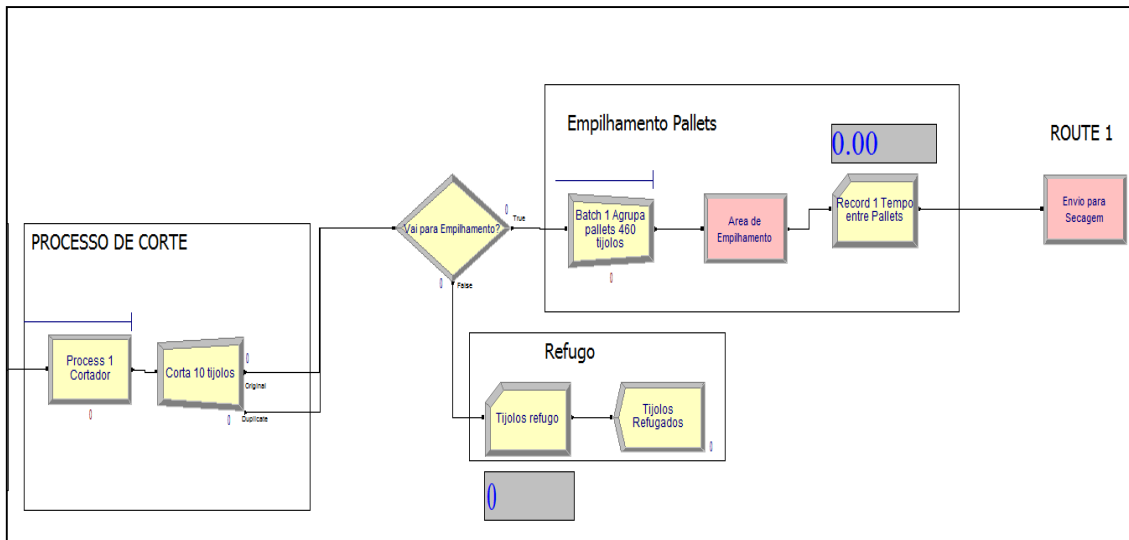 Empilhamento Pallets
0.00
ROUTE 1
Vai para Empilhamento?
0
True
0
False
Batch 1 Agrupa
pallets 460
tijolos
0
Area de
Empilhamento
Record 1 Tempo
entre Pallets
Envio para
Secagem
PROCESSO DE CORTE
Process 1
Cortador
0
Corta 10 tijolos
0
Original
0
Duplicate
Refugo
Tijolos refugo
Tijolos
Refugados
0
0